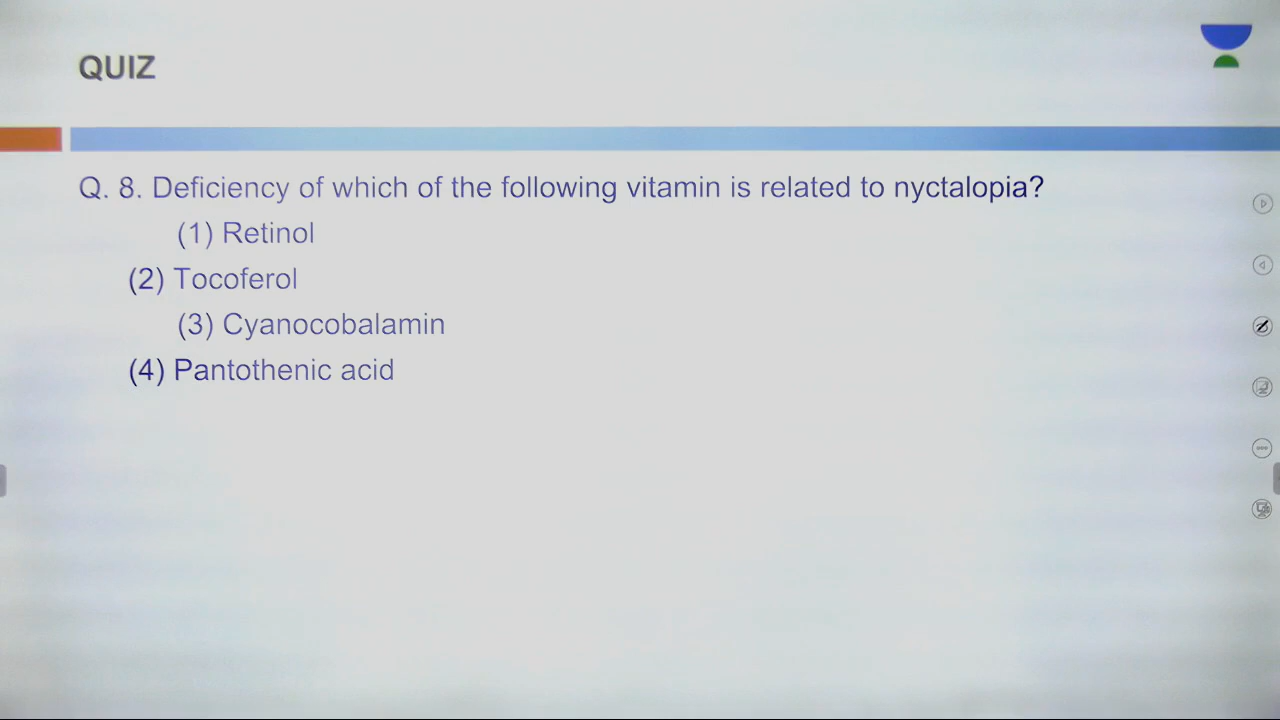 QUIZ
Q. 8. Deficiency of which of the following vitamin is related to nyctalopia?
(1) Retinol
(2) Tocoferol
(3) Cyanocobalamin
(4) Pantothenic acid